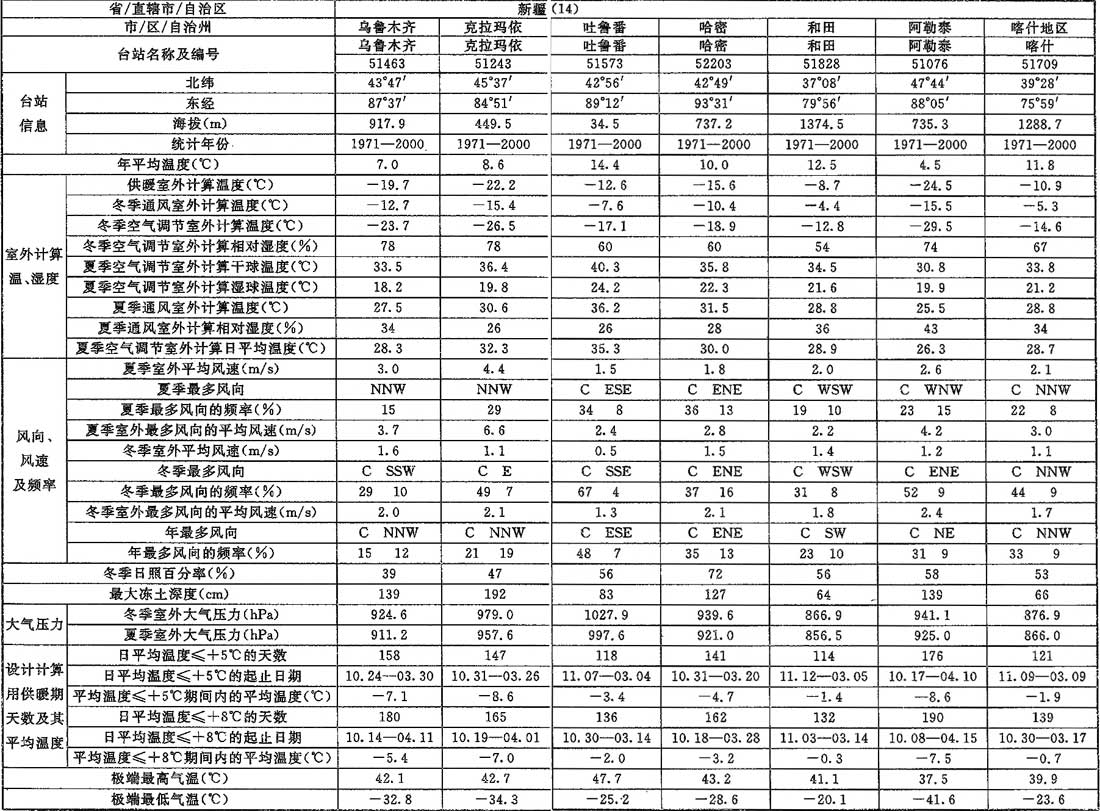 省/直辖市/自治区 新疆(14)
市/区/自治州 乌鲁木齐 克拉玛依 吐鲁番 哈密 和田 阿勒泰 喀什地区
台站名称及编号 乌鲁木齐 克拉玛依 吐鲁番 哈密 和田 阿勒泰 喀什
51463 51243 51573 52203 51828 51076 51709
台站信息 北纬 43°47′ 45°37′ 42°56′ 42°49′ 37°08′ 47°44′ 39°28′
东经 87°37′ 84°51′ 89°12′ 93°31′ 79°56′ 88°05′ 75°59′
海拔(m) 917.9 449.5 34.5 737.2 1374.5 735.3 1288.7
统计年份 1971—2000 1971—2000 1971—2000 1971—2000 1971—2000 1971—2000 1971—2000
年平均温度(℃) 7.0 8.6 14.4 10.0 12.5 4.5 11.8
室外计算温、湿度 供暖室外计算温度(℃) −19.7 −22.2 −12.6 −15.6 −8.7 −24.5 −10.9
冬季通风室外计算温度(℃) −12.7 −15.4 −7.6 −10.4 −4.4 −15.5 −5.3
冬季空气调节室外计算温度(℃) −23.7 −26.5 −17.1 −18.9 −12.8 −29.5 −14.6
冬季空气调节室外计算相对湿度(%) 78 78 60 60 54 74 67
夏季空气调节室外计算干球温度(℃) 33.5 36.4 40.3 35.8 34.5 30.8 33.8
夏季空气调节室外计算湿球温度(℃) 18.2 19.8 24.2 22.3 21.6 19.9 21.2
夏季通风室外计算温度(℃) 27.5 30.6 36.2 31.5 28.8 25.5 28.8
夏季通风室外计算相对湿度(%) 34 26 26 28 36 43 34
夏季空气调节室外计算日平均温度(℃) 28.3 32.3 35.3 30.0 28.9 26.3 28.7
风向、风速及频率 夏季室外平均风速(m/s) 3.0 4.4 1.5 1.8 2.0 2.6 2.1
夏季最多风向 NNW NNW C ESE C ENE C WSW C WNW C NNW
夏季最多风向的频率(%) 15 29 34 8 36 13 19 10 23 15 22 8
夏季室外最多风向的平均风速(m/s) 3.7 6.6 2.4 2.8 2.2 4.2 3.0
冬季室外平均风速(m/s) 1.6 1.1 0.5 1.5 1.4 1.2 1.1
冬季最多风向 C SSW C E C SSE C ENE C WSW C ENE C NNW
冬季最多风向的频率(%) 29 10 49 7 67 4 37 16 31 8 52 9 44 9
冬季室外最多风向的平均风速(m/s) 2.0 2.1 1.3 2.1 1.8 2.4 1.7
年最多风向 C NNW C NNW C ESE C ENE C SW C NE C NNW
年最多风向的频率(%) 15 12 21 19 48 7 35 13 23 10 31 9 33 9
冬季日照百分率(%) 39 47 56 72 56 58 53
最大冻土深度(cm) 139 192 83 127 64 139 66
大气压力 冬季室外大气压力(hPa) 924.6 979.0 1027.9 939.6 866.9 941.1 876.9
夏季室外大气压力(hPa) 911.2 957.6 997.6 921.0 856.5 925.0 866.0
设计计算用供暖期天数及其平均温度 日平均温度≤+5℃的天数 158 147 118 141 114 176 121
日平均温度≤+5℃的起止日期 10.24—03.30 10.31—03.26 11.07—03.04 10.31—03.20 11.12—03.05 10.17—04.10 11.09—03.09
平均温度≤+5℃期间内的平均温度(℃) −7.1 −8.6 −3.4 −4.7 −1.4 −8.6 −1.9
日平均温度≤+8℃的天数 180 165 136 162 132 190 139
日平均温度≤+8℃的起止日期 10.14—04.11 10.19—04.01 10.30—03.14 10.18—03.28 11.03—03.14 10.08—04.15 10.30—03.17
平均温度≤+8℃期间内的平均温度(℃) −5.4 −7.0 −2.0 −3.2 −0.3 −7.5 −0.7
极端最高气温(℃) 42.1 42.7 47.7 43.2 41.1 37.5 39.9
极端最低气温(℃) −32.8 −34.3 −25.2 −28.6 −20.1 −41.6 −23.6